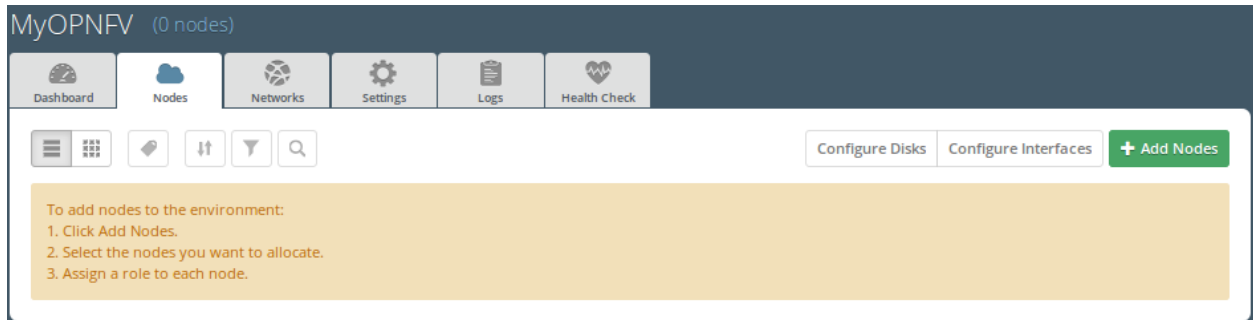 MyOPNFV (0 nodes)
Dashboard Nodes Networks Settings Logs Health Check
Configure Disks Configure Interfaces + Add Nodes
To add nodes to the environment:
1. Click Add Nodes.
2. Select the nodes you want to allocate.
3. Assign a role to each node.